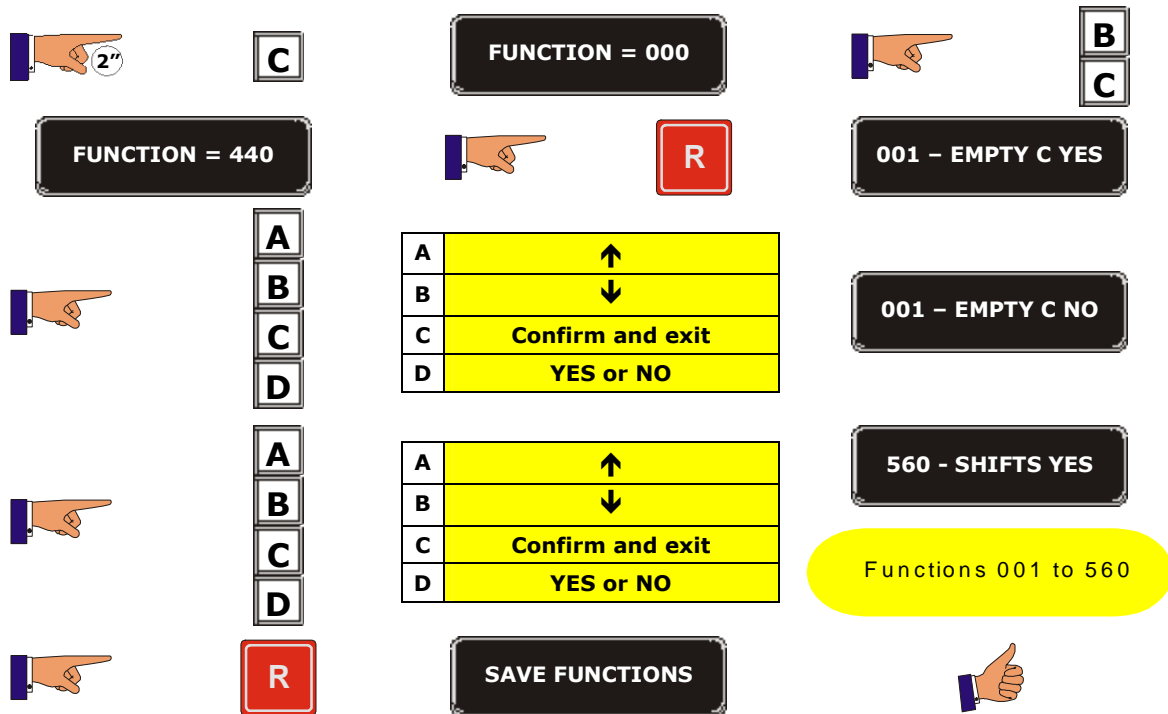 2”
C
FUNCTION = 000
B
C
FUNCTION = 440
R
001 – EMPTY C YES
A
B
C
D
A ↑
B ↓
C Confirm and exit
D YES or NO
001 – EMPTY C NO
A
B
C
D
A ↑
B ↓
C Confirm and exit
D YES or NO
560 - SHIFTS YES
Functions 001 to 560
R
SAVE FUNCTIONS